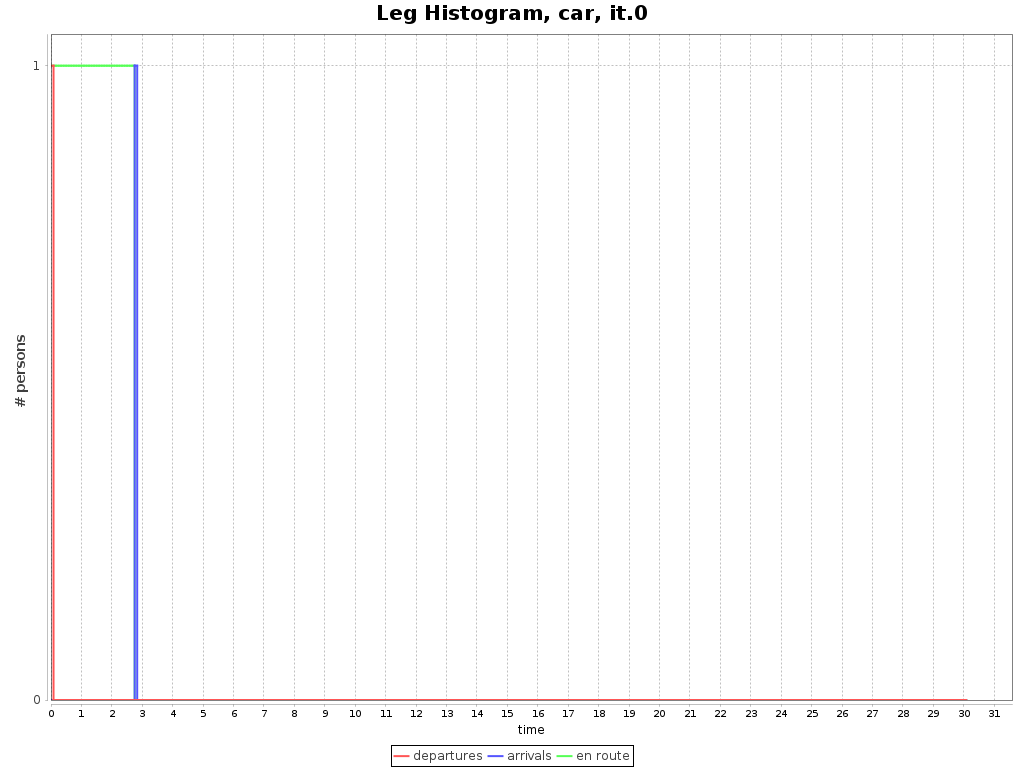 Leg Histogram, car, it.0
# persons
1
0
0 1 2 3 4 5 6 7 8 9 10 11 12 13 14 15 16 17 18 19 20 21 22 23 24 25 26 27 28 29 30 31
time
departures arrivals en route